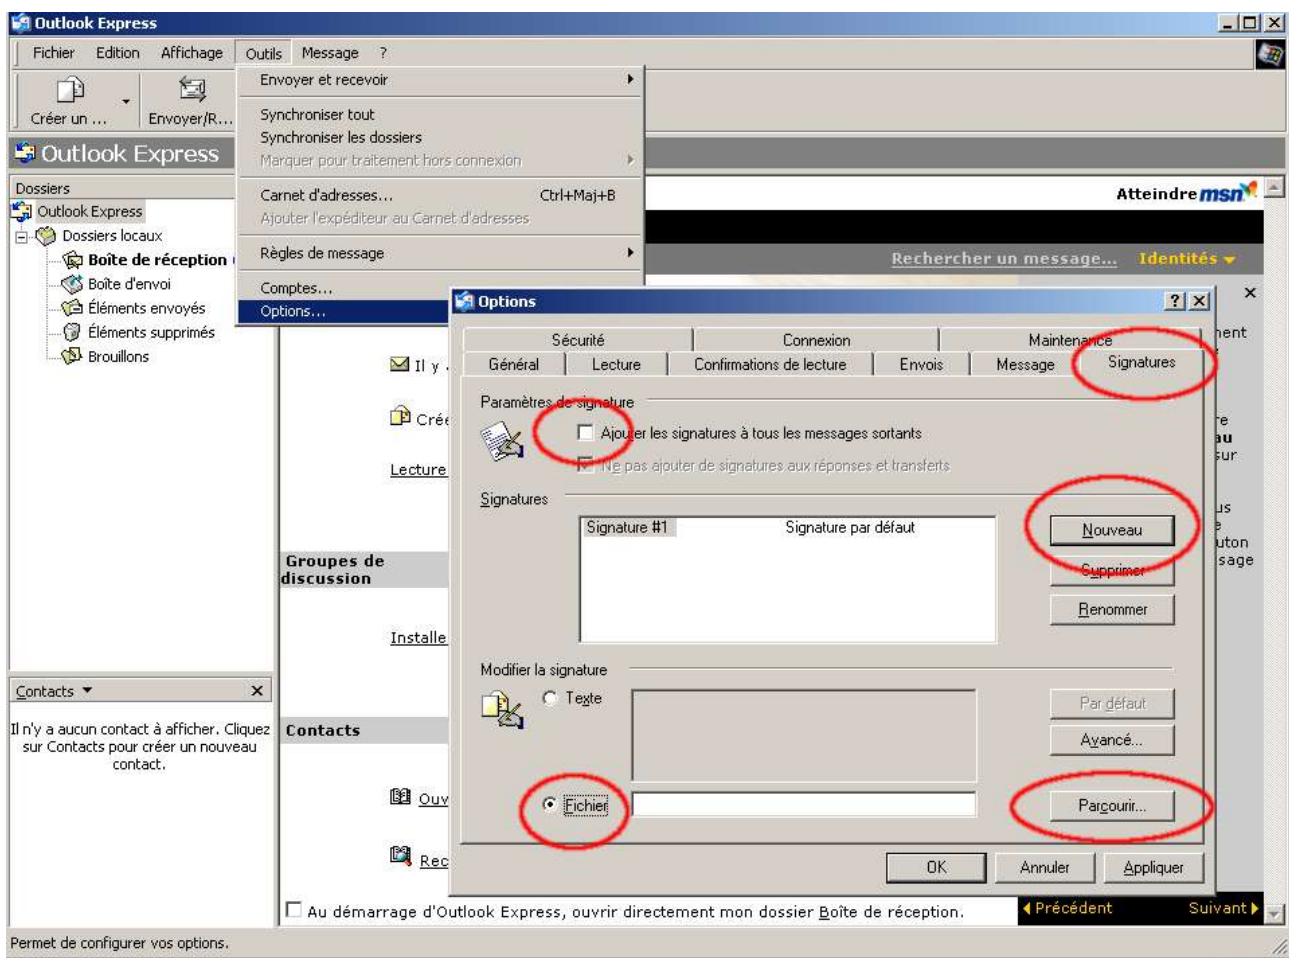 Outlook Express
Fichier Edition Affichage Outils Message ?
Créer un ... Envoyer/R...
Envoyer et recevoir
Synchroniser tout
Synchroniser les dossiers
Marquer pour traitement hors connexion
Carnet d'adresses... Ctrl+Maj+B
Ajouter l'expéditeur au Carnet d'adresses
Règles de message
Comptes...
Options...
Outlook Express
Dossiers
Outlook Express
Dossiers locaux
Boîte de réception
Boîte d'envoi
Éléments envoyés
Éléments supprimés
Brouillons
Contacts
Il n'y a aucun contact à afficher. Cliquez
sur Contacts pour créer un nouveau
contact.
Atteindre msn
Rechercher un message... Identités
Il y
Créé
Lecture
Groupes de
discussion
Installe
Contacts
Ouv
Rec
Options
Sécurité Connexion Maintenance
Général Lecture Confirmations de lecture Envois Message Signatures
Paramètres de signature
Ajouter les signatures à tous les messages sortants
Ne pas ajouter de signatures aux réponses et transferts
Signatures
Signature #1 Signature par défaut
Nouveau
Supprimer
Renommer
Modifier la signature
Texte
Par défaut
Avancé...
Fichier
Parcourir...
OK Annuler Appliquer
Au démarrage d'Outlook Express, ouvrir directement mon dossier Boîte de réception.
Précédent Suivant
Permet de configurer vos options.